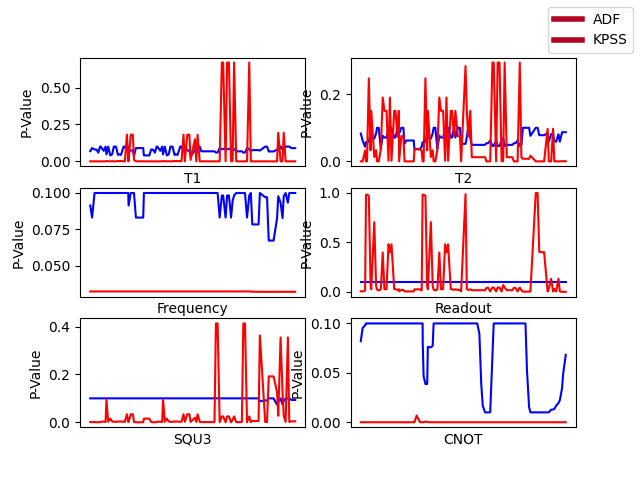 ADF
KPSS
P-Value
0.50
0.25
0.00
T1
P-Value
0.2
0.0
T2
P-Value
0.100
0.075
0.050
Frequency
P-Value
1.0
0.5
0.0
Readout
P-Value
0.4
0.2
0.0
SQU3
P-Value
0.10
0.05
0.00
CNOT